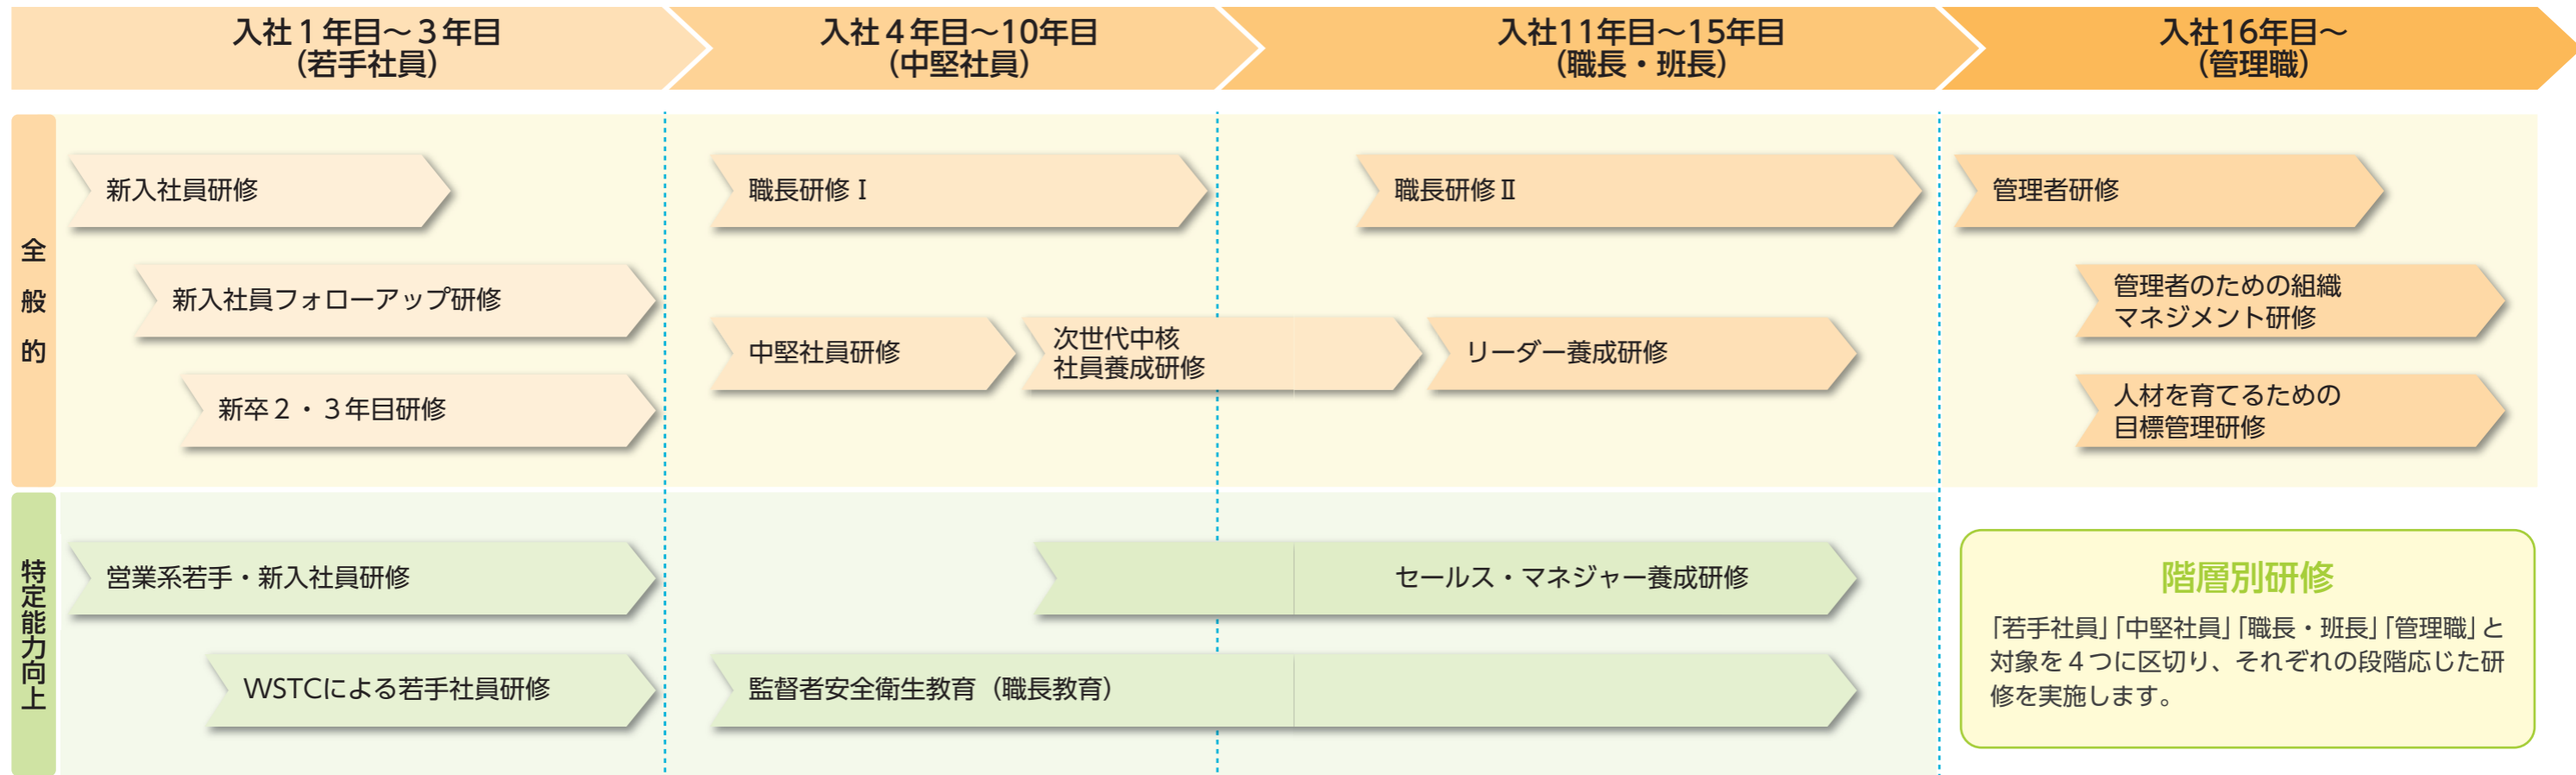 入社１年目～３年目
（若手社員）
入社４年目～10年目
（中堅社員）
入社11年目～15年目
（職長・班長）
入社16年目～
（管理職）
全般的
新入社員研修
職長研修Ⅰ
職長研修Ⅱ
管理者研修
新入社員フォローアップ研修
管理者のための組織
マネジメント研修
中堅社員研修
次世代中核
社員養成研修
リーダー養成研修
新卒２・３年目研修
人材を育てるための
目標管理研修
特定能力向上
営業系若手・新入社員研修
セールス・マネジャー養成研修
WSTCによる若手社員研修
監督者安全衛生教育（職長教育）
階層別研修
「若手社員」「中堅社員」「職長・班長」「管理職」と
対象を４つに区切り、それぞれの段階応じた研
修を実施します。